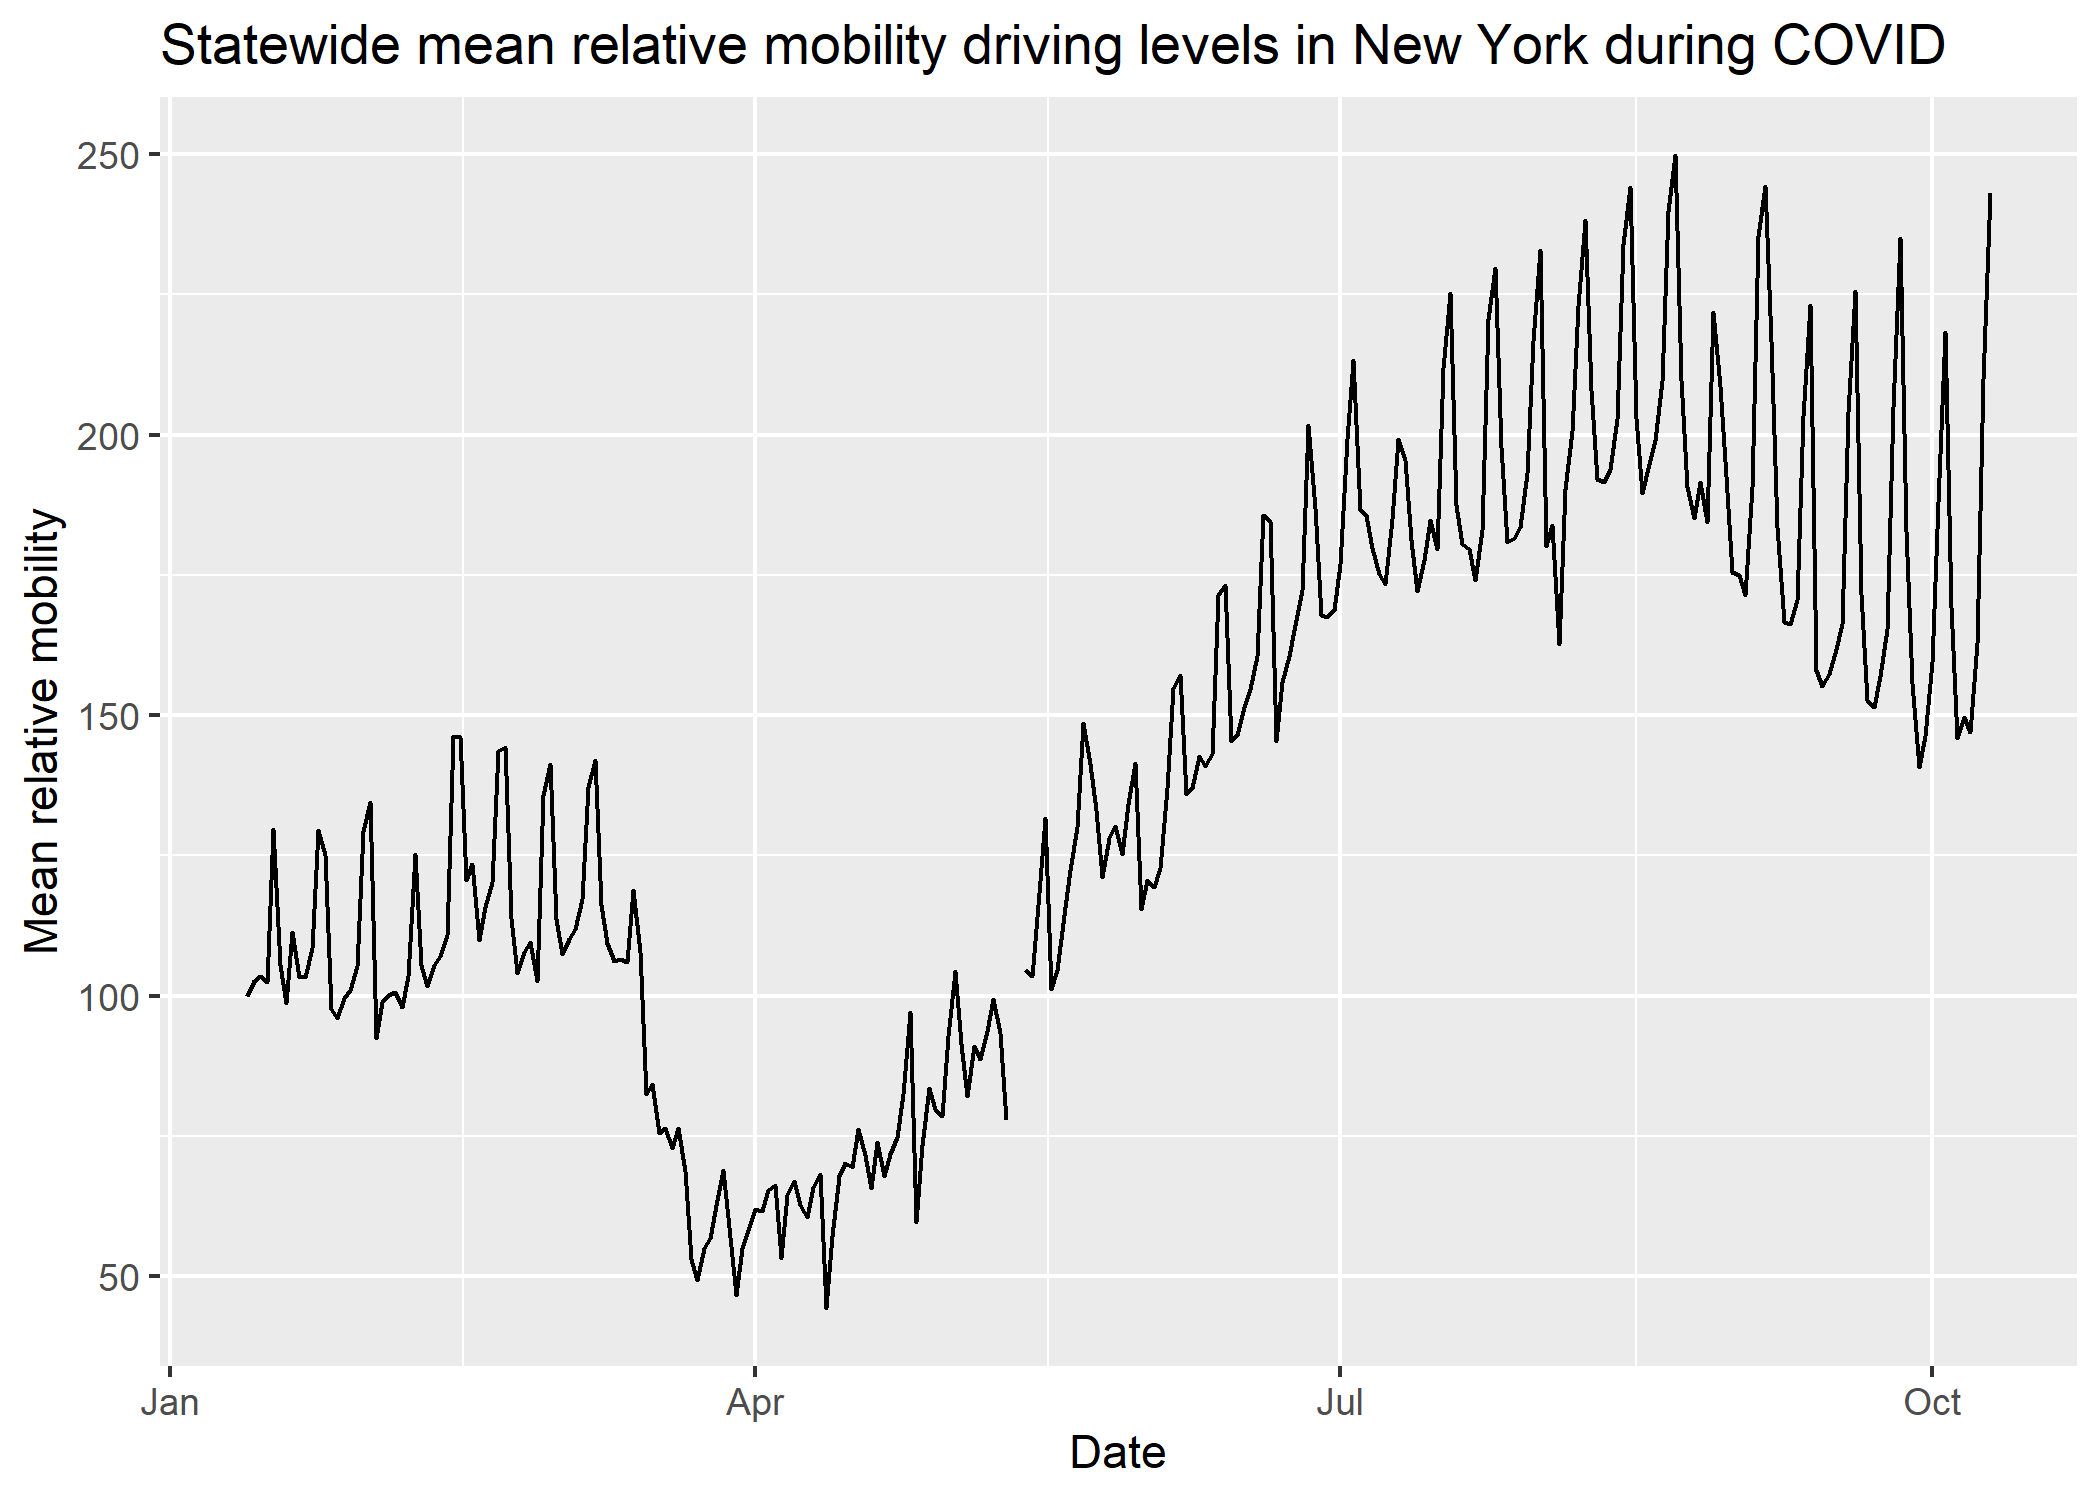 Statewide mean relative mobility driving levels in New York during COVID
250
200
150
100
50
Mean relative mobility
Jan Apr Jul Oct
Date